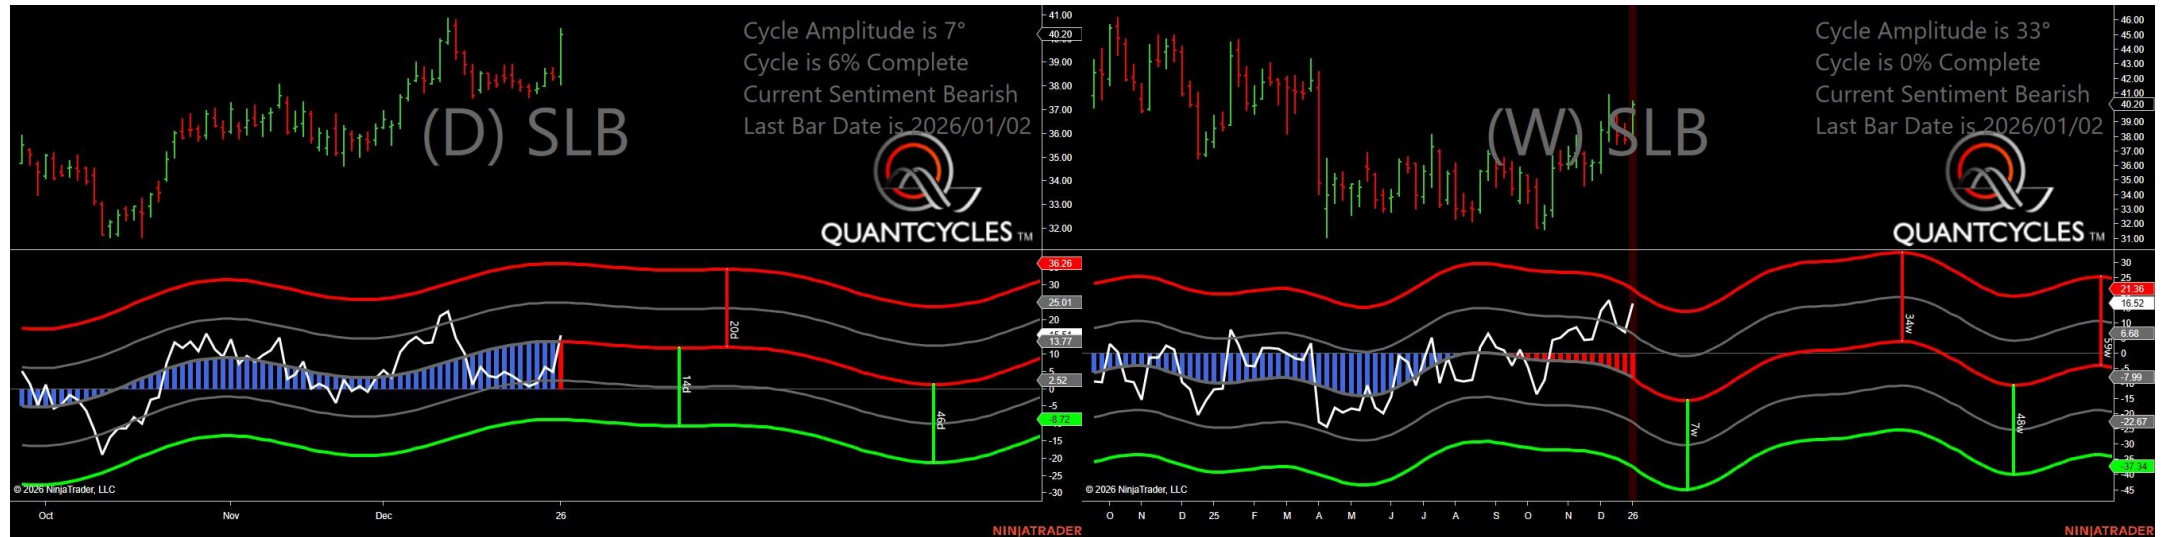 Cycle Amplitude is 7°
Cycle is 6% Complete
Current Sentiment Bearish
Last Bar Date is 2026/01/02
(D) SLB
QUANTCYCLES TM
41.00
40.20
39.00
38.00
37.00
36.00
35.00
34.00
33.00
32.00
36.26
30
25.01
20
13.77
10
5
2.52
0
-5
-8.72
-15
-20
-25
-30
20d
14d
46d
© 2026 NinjaTrader, LLC
Oct
Nov
Dec
26
NINJATRADER
Cycle Amplitude is 33°
Cycle is 0% Complete
Current Sentiment Bearish
Last Bar Date is 2026/01/02
(W) SLB
QUANTCYCLES TM
46.00
45.00
44.00
43.00
42.00
41.00
40.20
39.00
38.00
37.00
36.00
35.00
34.00
33.00
32.00
31.00
30
25
21.36
16.52
10
6.68
0
-5
-7.99
-15
-22.67
-30
-35
-37.34
-45
34w
59w
7w
48w
© 2026 NinjaTrader, LLC
O
N
D
25
F
M
A
M
J
J
A
S
O
N
D
26
NINJATRADER